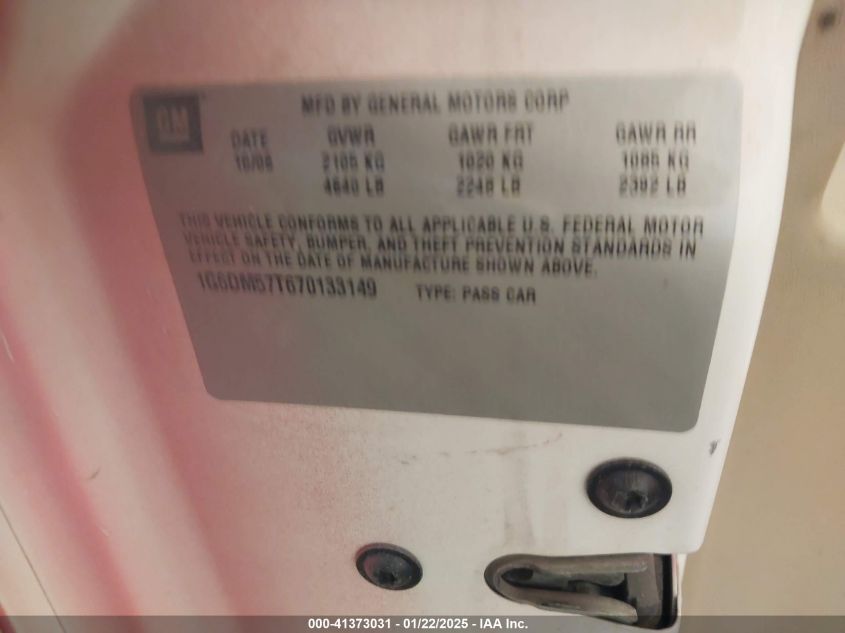 GM
MFD BY GENERAL MOTORS CORP
DATE GVWR GAWR FRT GAWR RR
10/06 2105 KG 1020 KG 1085 KG
4640 LB 2248 LB 2392 LB
THIS VEHICLE CONFORMS TO ALL APPLICABLE U.S. FEDERAL MOTOR
VEHICLE SAFETY, BUMPER, AND THEFT PREVENTION STANDARDS IN
EFFECT ON THE DATE OF MANUFACTURE SHOWN ABOVE.
1G6DM57T670133149 TYPE: PASS CAR
000-41373031 - 01/22/2025 - IAA Inc.